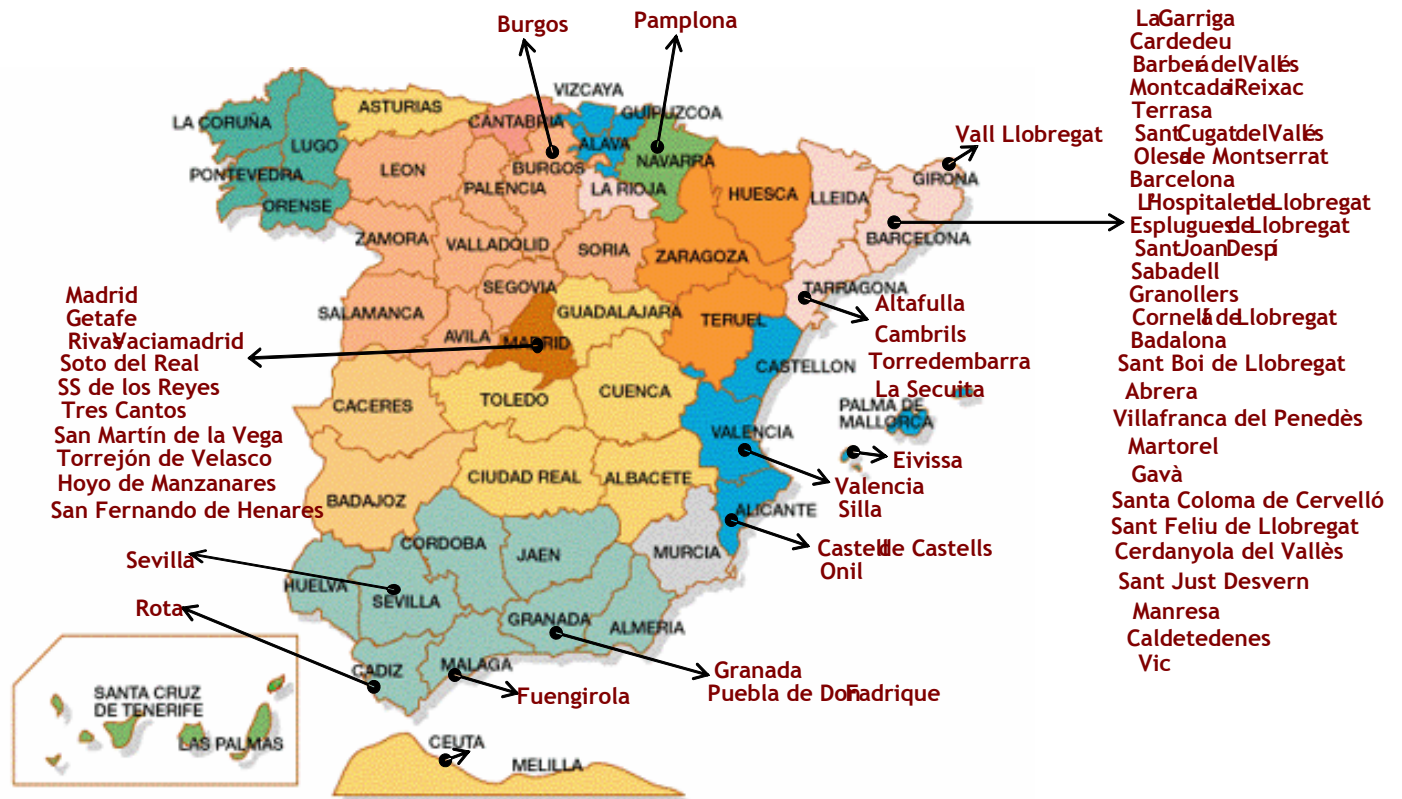 Burgos
Pamplona
Vall Llobregat
La Garriga
Cardedeu
Barberá del Vallés
Montcada i Reixac
Terrasa
Sant Cugat del Vallés
Olesa de Montserrat
Barcelona
L'Hospitalet de Llobregat
Esplugues de Llobregat
Sant Joan Despí
Sabadell
Granollers
Cornellá de Llobregat
Badalona
Sant Boi de Llobregat
Abrera
Villafranca del Penedès
Martorel
Gavà
Santa Coloma de Cervelló
Sant Feliu de Llobregat
Cerdanyola del Vallès
Sant Just Desvern
Manresa
Caldetedenes
Vic
VIZCAYA
ASTURIAS
CANTABRIA
GUIPUZCOA
LA CORUÑA
LUGO
ALAVA
NAVARRA
PONTEVEDRA
LEON
BURGOS
PALENCIA
LA RIOJA
HUESCA
LLEIDA
GIRONA
ORENSE
ZAMORA
VALLADOLID
SORIA
ZARAGOZA
BARCELONA
SEGOVIA
TARRAGONA
SALAMANCA
AVILA
MADRID
GUADALAJARA
TERUEL
CASTELLON
Altafulla
Cambrils
Torredembarra
La Secuita
Madrid
Getafe
Rivas Vaciamadrid
Soto del Real
SS de los Reyes
Tres Cantos
San Martín de la Vega
Torrejón de Velasco
Hoyo de Manzanares
San Fernando de Henares
CACERES
TOLEDO
CUENCA
PALMA DE
MALLORCA
VALENCIA
Eivissa
BADAJOZ
CIUDAD REAL
ALBACETE
Valencia
Silla
ALICANTE
Castell de Castells
Onil
CORDOBA
JAEN
MURCIA
Sevilla
HUELVA
SEVILLA
Rota
GRANADA
ALMERIA
CADIZ
MALAGA
Granada
Puebla de Don Fadrique
Fuengirola
SANTA CRUZ
DE TENERIFE
LAS PALMAS
CEUTA
MELILLA